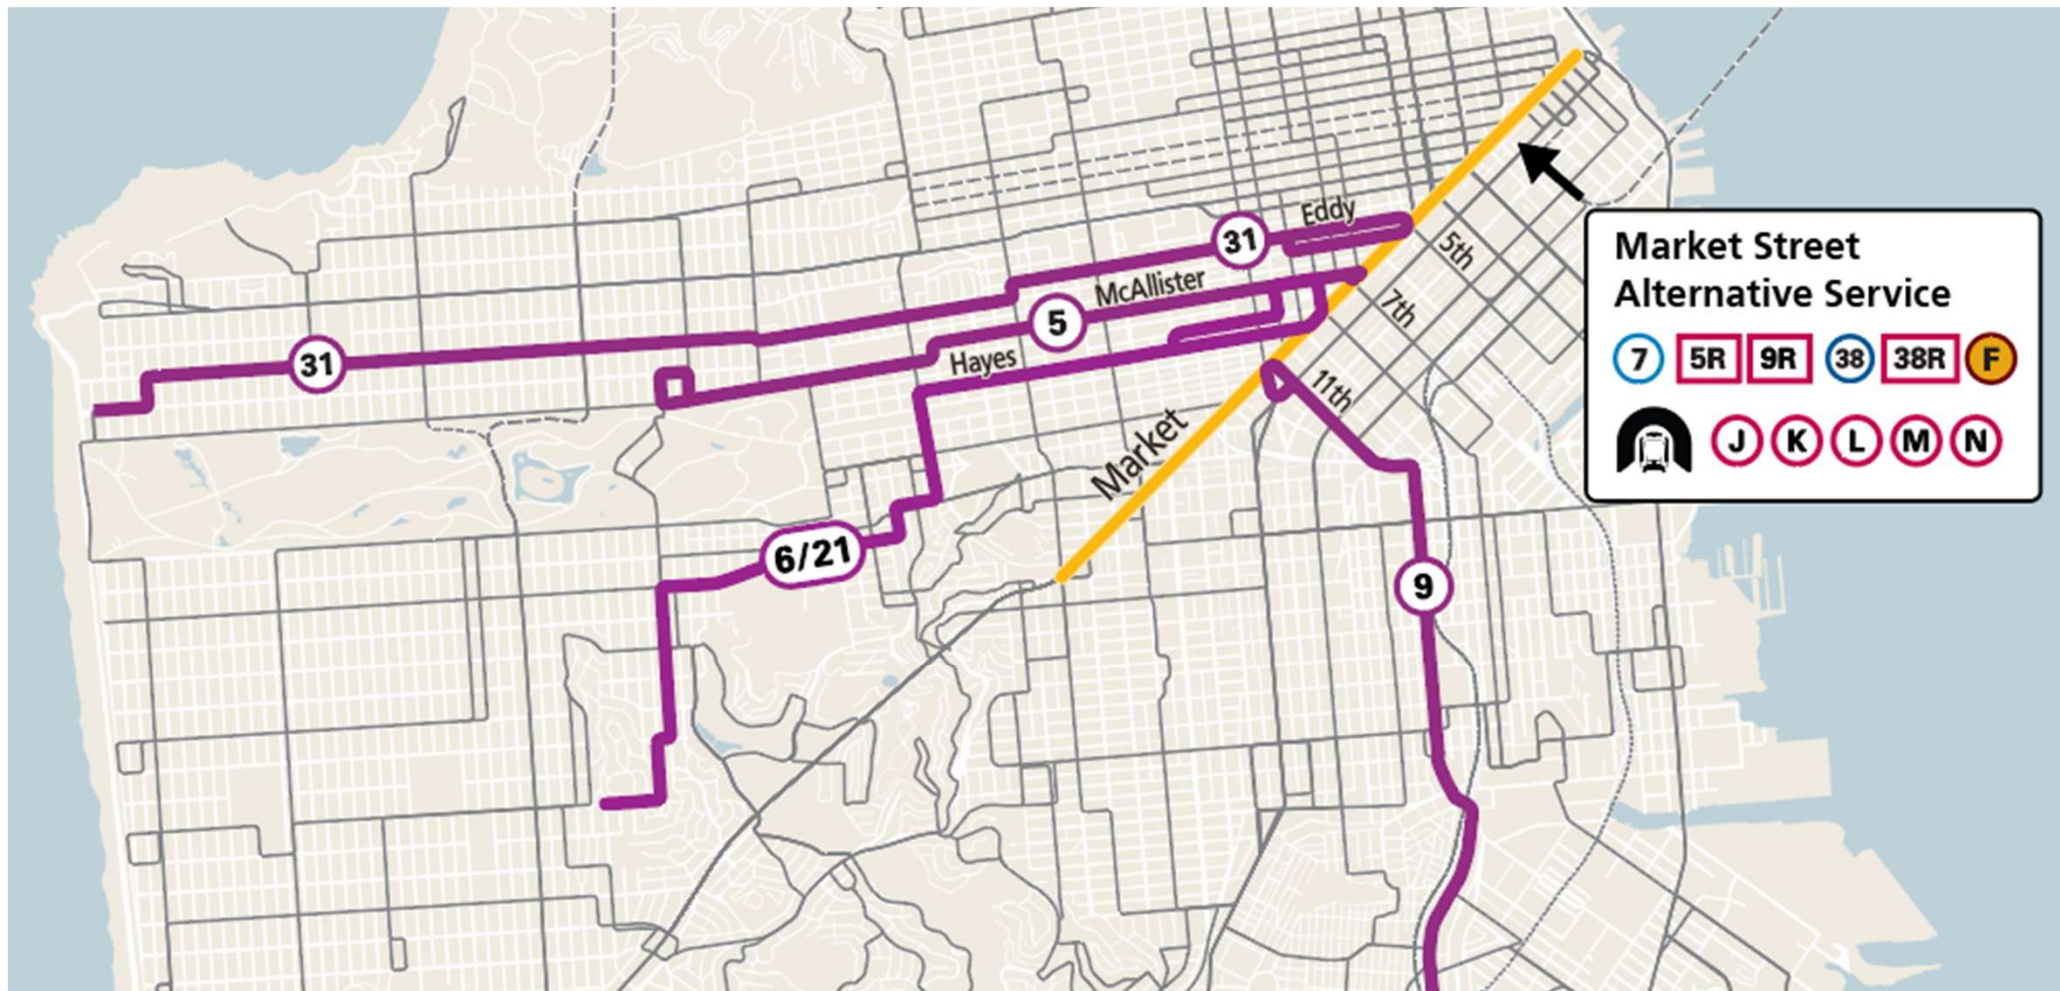 Eddy
31
5th
McAllister
7th
5
Hayes
31
11th
Market
6/21
9
Market Street
Alternative Service
7 5R 9R 38 38R F
J K L M N